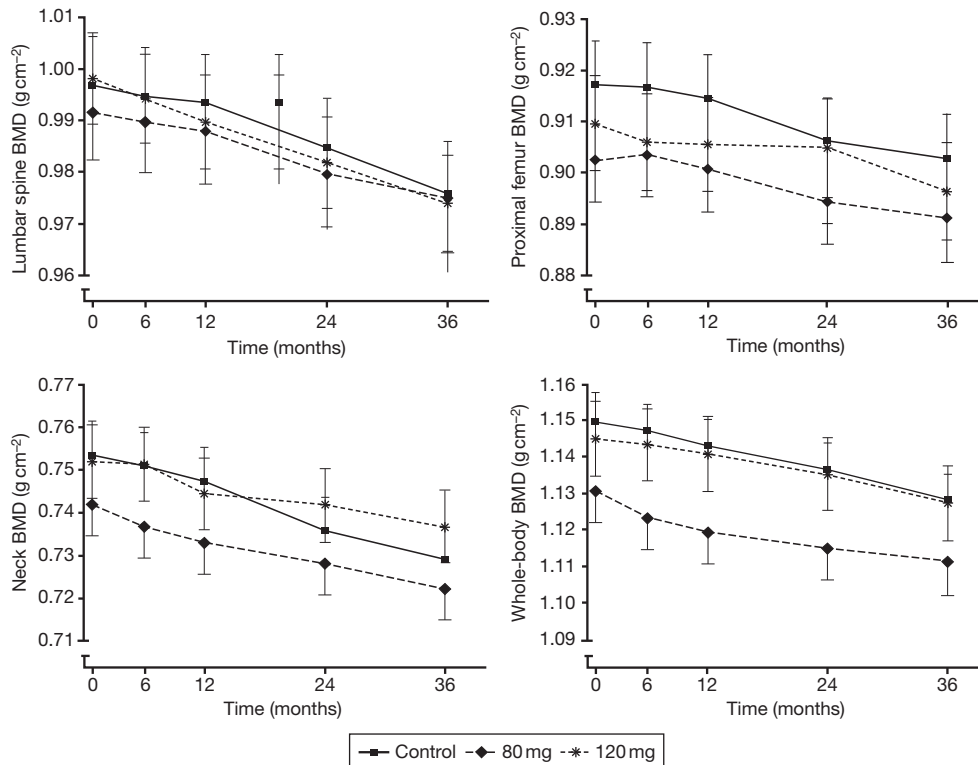 Lumbar spine BMD (g cm–2)
1.01
1.00
0.99
0.98
0.97
0.96
0 6 12 24 36
Time (months)
Proximal femur BMD (g cm–2)
0.93
0.92
0.91
0.90
0.89
0.88
0 6 12 24 36
Time (months)
Neck BMD (g cm–2)
0.77
0.76
0.75
0.74
0.73
0.72
0.71
0 6 12 24 36
Time (months)
Whole-body BMD (g cm–2)
1.16
1.15
1.14
1.13
1.12
1.11
1.10
1.09
0 6 12 24 36
Time (months)
Control 80 mg 120 mg